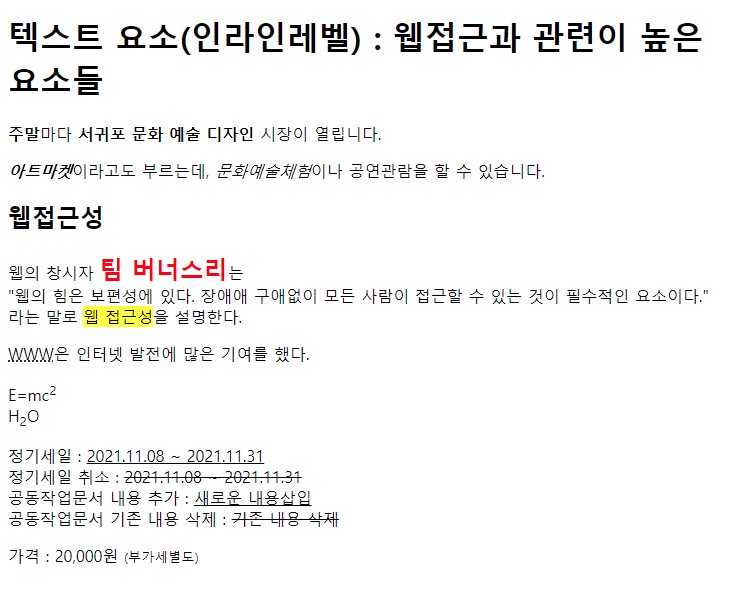 텍스트 요소(인라인레벨) : 웹접근과 관련이 높은
요소들
주말마다 서귀포 문화 예술 디자인 시장이 열립니다.
아트마켓이라고도 부르는데, 문화예술체험이나 공연관람을 할 수 있습니다.
웹접근성
웹의 창시자 팀 버너스리는
"웹의 힘은 보편성에 있다. 장애애 구애없이 모든 사람이 접근할 수 있는 것이 필수적인 요소이다."
라는 말로 웹 접근성을 설명한다.
WWW은 인터넷 발전에 많은 기여를 했다.
E=mc²
H₂O
정기세일 : 2021.11.08 ~ 2021.11.31
정기세일 취소 : 2021.11.08 ~ 2021.11.31
공동작업문서 내용 추가 : 새로운 내용삽입
공동작업문서 기존 내용 삭제 : 기존 내용 삭제
가격 : 20,000원 (부가세별도)